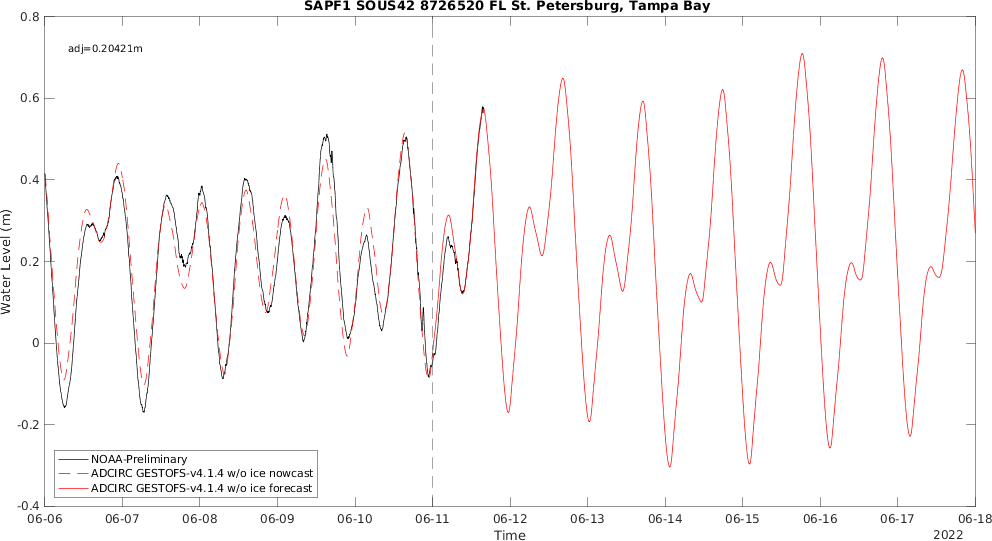 SAPF1 SOUS42 8726520 FL St. Petersburg, Tampa Bay
adj=0.20421m
0.8
0.6
0.4
0.2
0
-0.2
-0.4
Water Level (m)
NOAA-Preliminary
ADCIRC GESTOFS-v4.1.4 w/o ice nowcast
ADCIRC GESTOFS-v4.1.4 w/o ice forecast
06-06 06-07 06-08 06-09 06-10 06-11 06-12 06-13 06-14 06-15 06-16 06-17 06-18
Time
2022